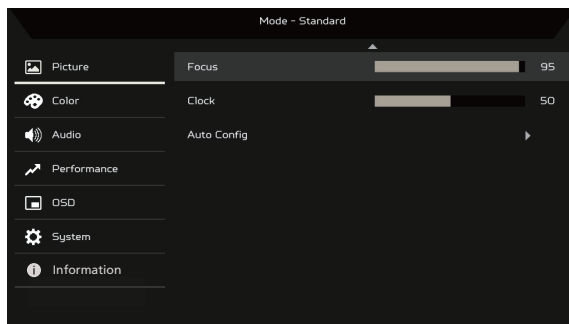 Mode - Standard
Picture
Focus 95
Color
Clock 50
Audio
Auto Config
Performance
OSD
System
Information